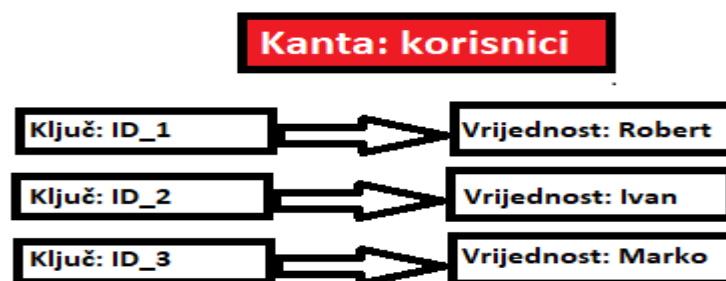 Kanta: korisnici
Ključ: ID_1
Vrijednost: Robert
Ključ: ID_2
Vrijednost: Ivan
Ključ: ID_3
Vrijednost: Marko